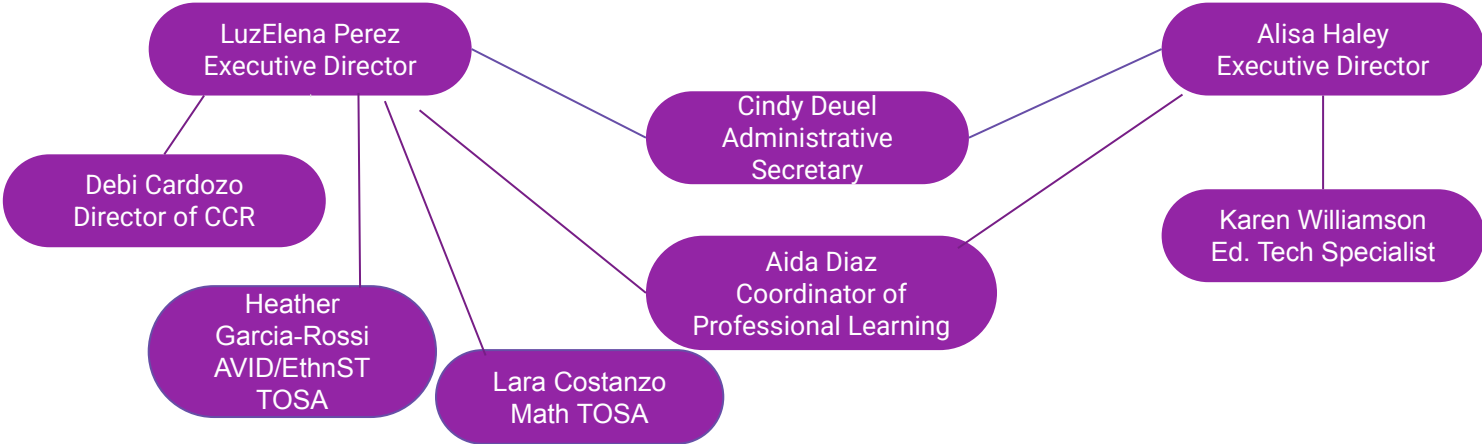 LuzElena Perez
Executive Director
Alisa Haley
Executive Director
Cindy Deuel
Administrative
Secretary
Debi Cardozo
Director of CCR
Karen Williamson
Ed. Tech Specialist
Aida Diaz
Coordinator of
Professional Learning
Heather
Garcia-Rossi
AVID/EthnST
TOSA
Lara Costanzo
Math TOSA